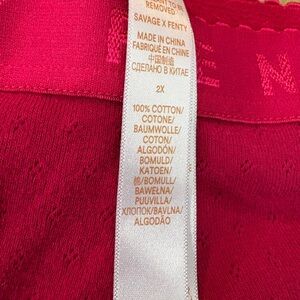 REMOVED
SAVAGE X FENTY
MADE IN CHINA
FABRIQUÉ EN CHINE
中国制造
СДЕЛАНО В КИТАЕ
2X
100% COTTON/
COTONE/
BAUMWOLLE/
COTON/
ALGODÓN/
BOMULD/
KATOEN/
棉/BOMULL/
BAWEŁNA/
PUUVILLA/
ХЛОПОК/BAVLNA/
ALGODÃO